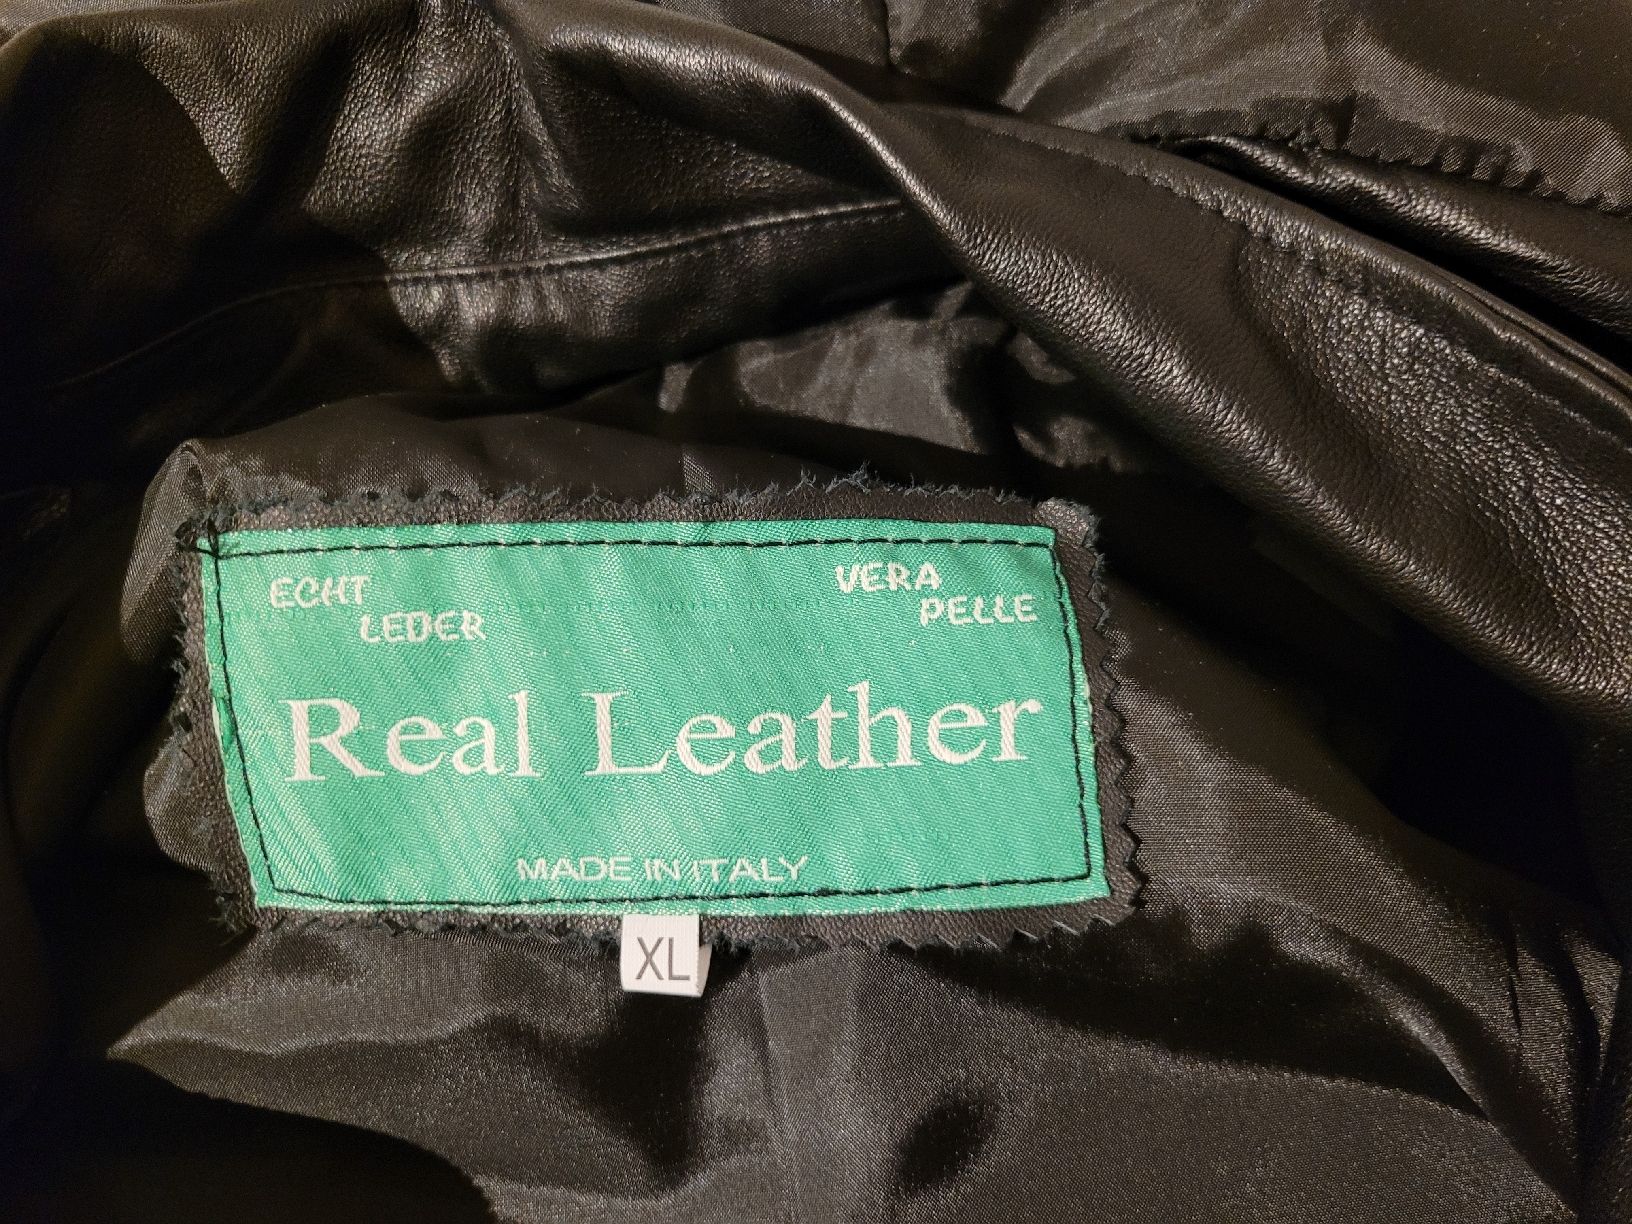 ECHT
LEDER
VERA
PELLE
Real Leather
MADE IN ITALY
XL